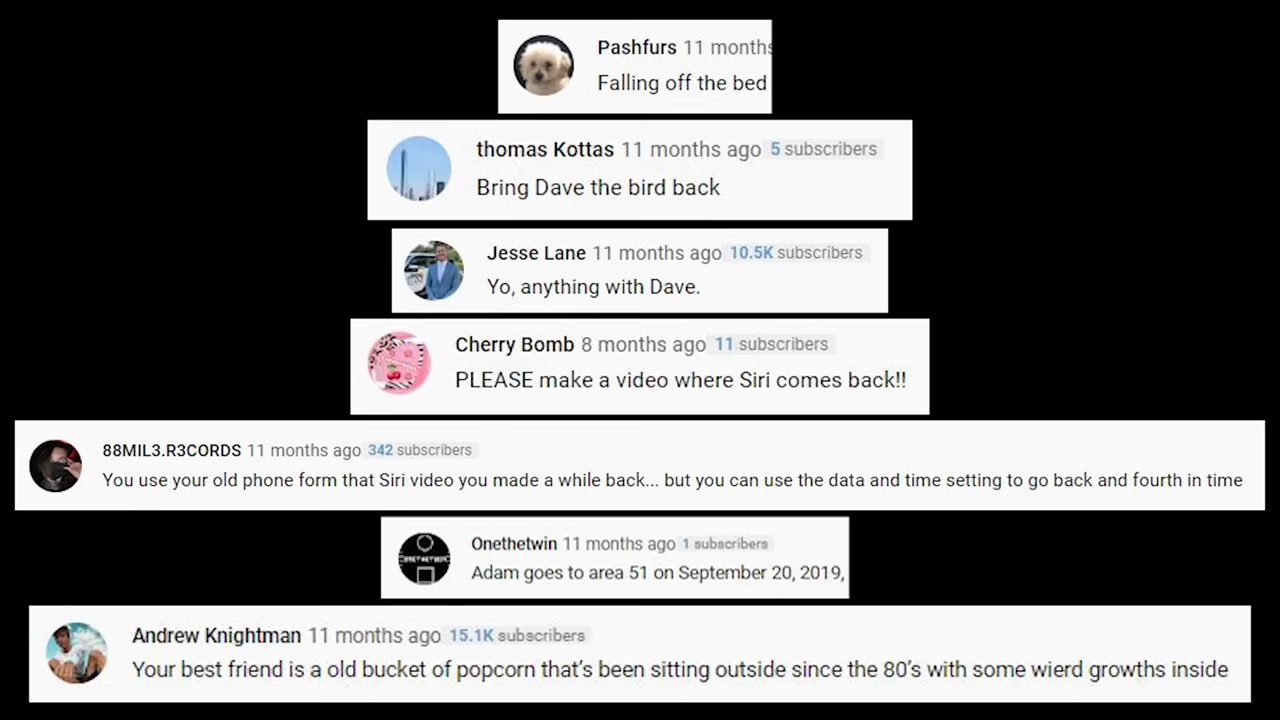 Pashfurs 11 months
Falling off the bed
thomas Kottas 11 months ago 5 subscribers
Bring Dave the bird back
Jesse Lane 11 months ago 10.5K subscribers
Yo, anything with Dave.
Cherry Bomb 8 months ago 11 subscribers
PLEASE make a video where Siri comes back!!
88MIL3.R3CORDS 11 months ago 342 subscribers
You use your old phone form that Siri video you made a while back... but you can use the data and time setting to go back and fourth in time
Onethetwin 11 months ago 1 subscribers
Adam goes to area 51 on September 20, 2019,
Andrew Knightman 11 months ago 15.1K subscribers
Your best friend is a old bucket of popcorn that's been sitting outside since the 80's with some wierd growths inside